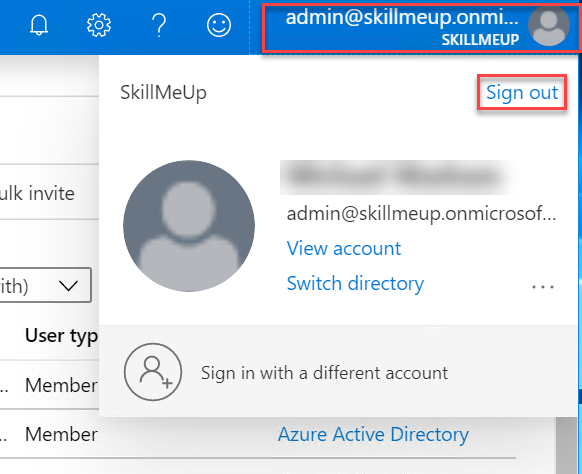 admin@skillmeup.onmi...
SKILLMEUP
SkillMeUp
Sign out
admin@skillmeup.onmicrosof...
View account
Switch directory
...
Sign in with a different account
ulk invite
ith)
User typ
... Member
... Member
Azure Active Directory